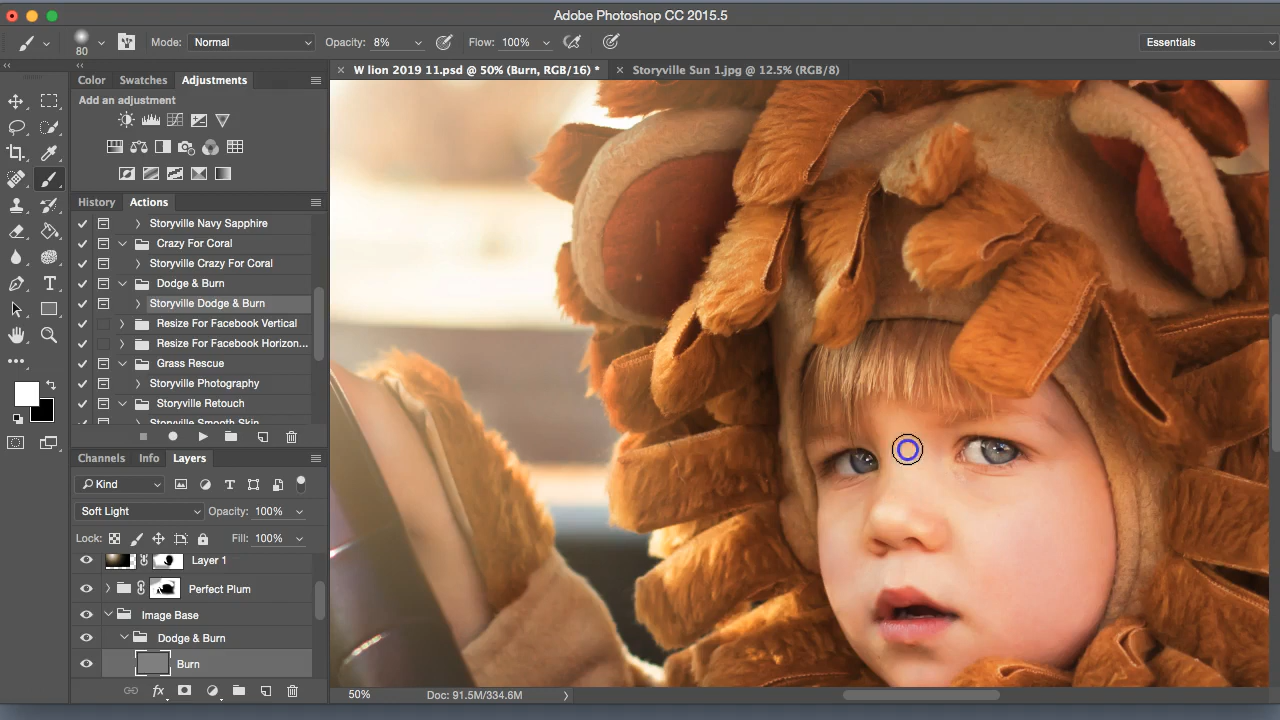 Adobe Photoshop CC 2015.5
80 Mode: Normal Opacity: 8% Flow: 100% Essentials
W lion 2019 11.psd @ 50% (Burn, RGB/16) * Storyville Sun 1.jpg @ 12.5% (RGB/8)
Color Swatches Adjustments
Add an adjustment
History Actions
Storyville Navy Sapphire
Crazy For Coral
Storyville Crazy For Coral
Dodge & Burn
Storyville Dodge & Burn
Resize For Facebook Vertical
Resize For Facebook Horizon...
Grass Rescue
Storyville Photography
Storyville Retouch
Storyville Smooth Skin
Channels Info Layers
Kind
Soft Light Opacity: 100%
Lock: Fill: 100%
Layer 1
Perfect Plum
Image Base
Dodge & Burn
Burn
fx
50% Doc: 91.5M/334.6M